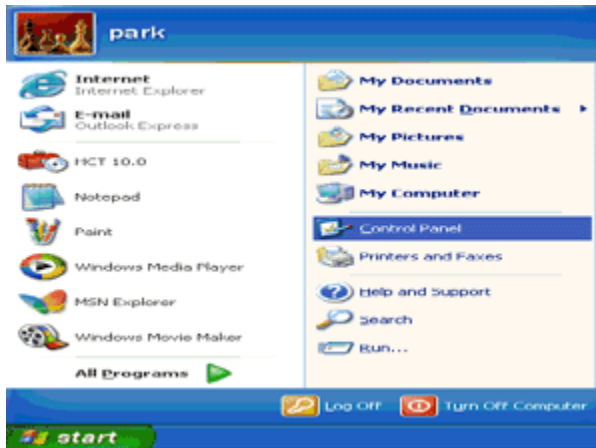 park
Internet
Internet Explorer
E-mail
Outlook Express
HCT 10.0
Notepad
Paint
Windows Media Player
MSN Explorer
Windows Movie Maker
All Programs
My Documents
My Recent Documents
My Pictures
My Music
My Computer
Control Panel
Printers and Faxes
Help and Support
Search
Run...
Log Off
Turn Off Computer
start